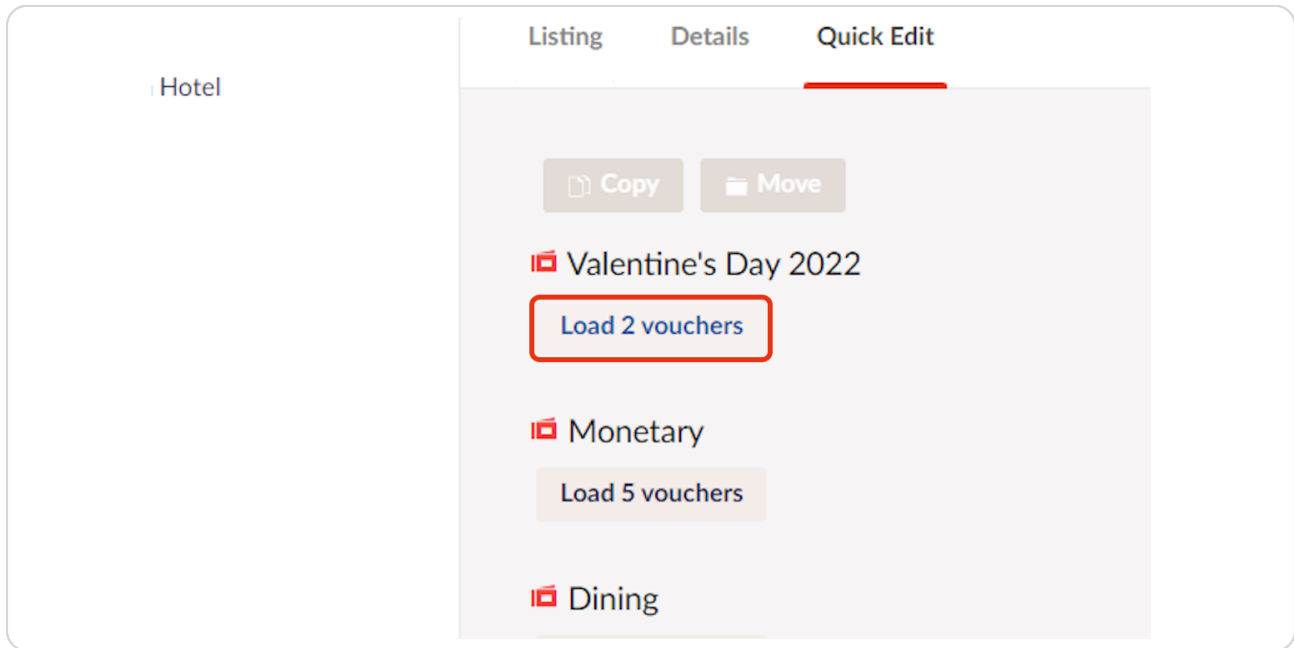 Listing Details Quick Edit
Hotel
Copy Move
Valentine's Day 2022
Load 2 vouchers
Monetary
Load 5 vouchers
Dining